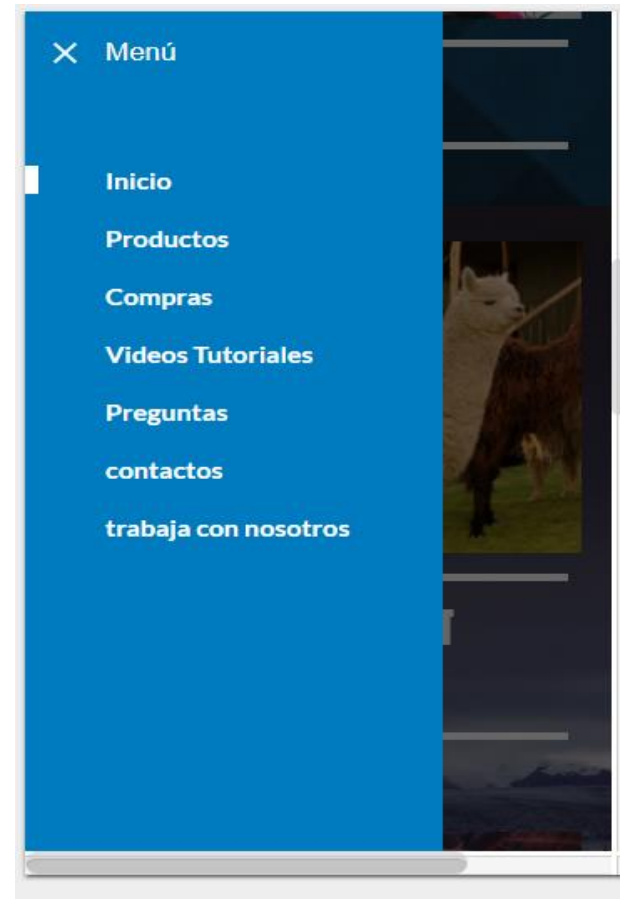 Menú
Inicio
Productos
Compras
Videos Tutoriales
Preguntas
contactos
trabaja con nosotros